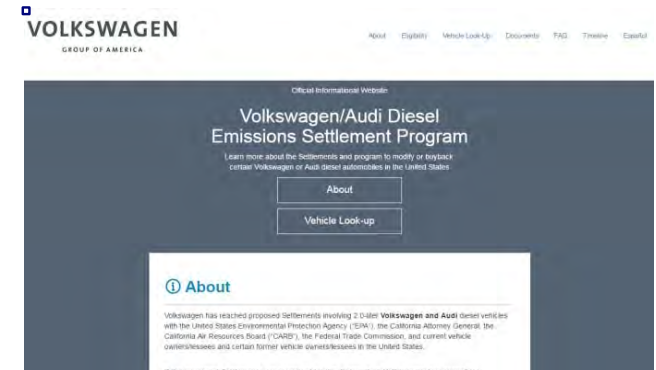 VOLKSWAGEN
GROUP OF AMERICA
About Eligibility Vehicle Look-Up Documents FAQ Timeline Español
Official Informational Website
Volkswagen/Audi Diesel
Emissions Settlement Program
Learn more about the Settlements and program to modify or buyback
certain Volkswagen or Audi diesel automobiles in the United States
About
Vehicle Look-up
About
Volkswagen has reached proposed Settlements involving 2.0-liter Volkswagen and Audi diesel vehicles
with the United States Environmental Protection Agency ("EPA"), the California Attorney General, the
California Air Resources Board ("CARB"), the Federal Trade Commission, and current vehicle
owners/lessees and certain former vehicle owners/lessees in the United States.